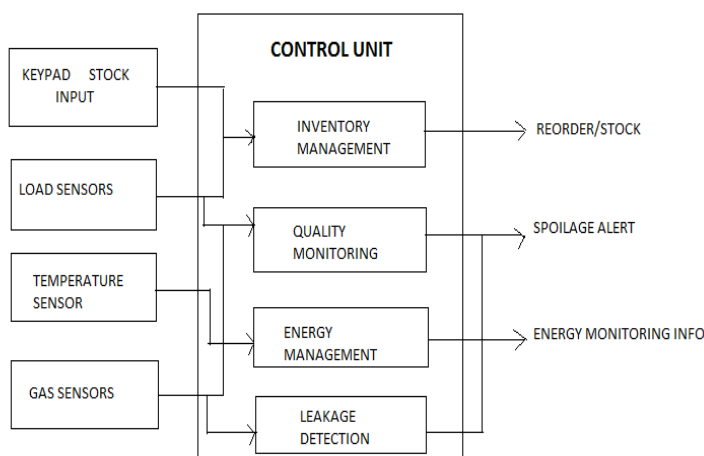 CONTROL UNIT
KEYPAD STOCK
INPUT
INVENTORY
MANAGEMENT
REORDER/STOCK
LOAD SENSORS
QUALITY
MONITORING
SPOILAGE ALERT
TEMPERATURE
SENSOR
ENERGY
MANAGEMENT
ENERGY MONITORING INFO
GAS SENSORS
LEAKAGE
DETECTION